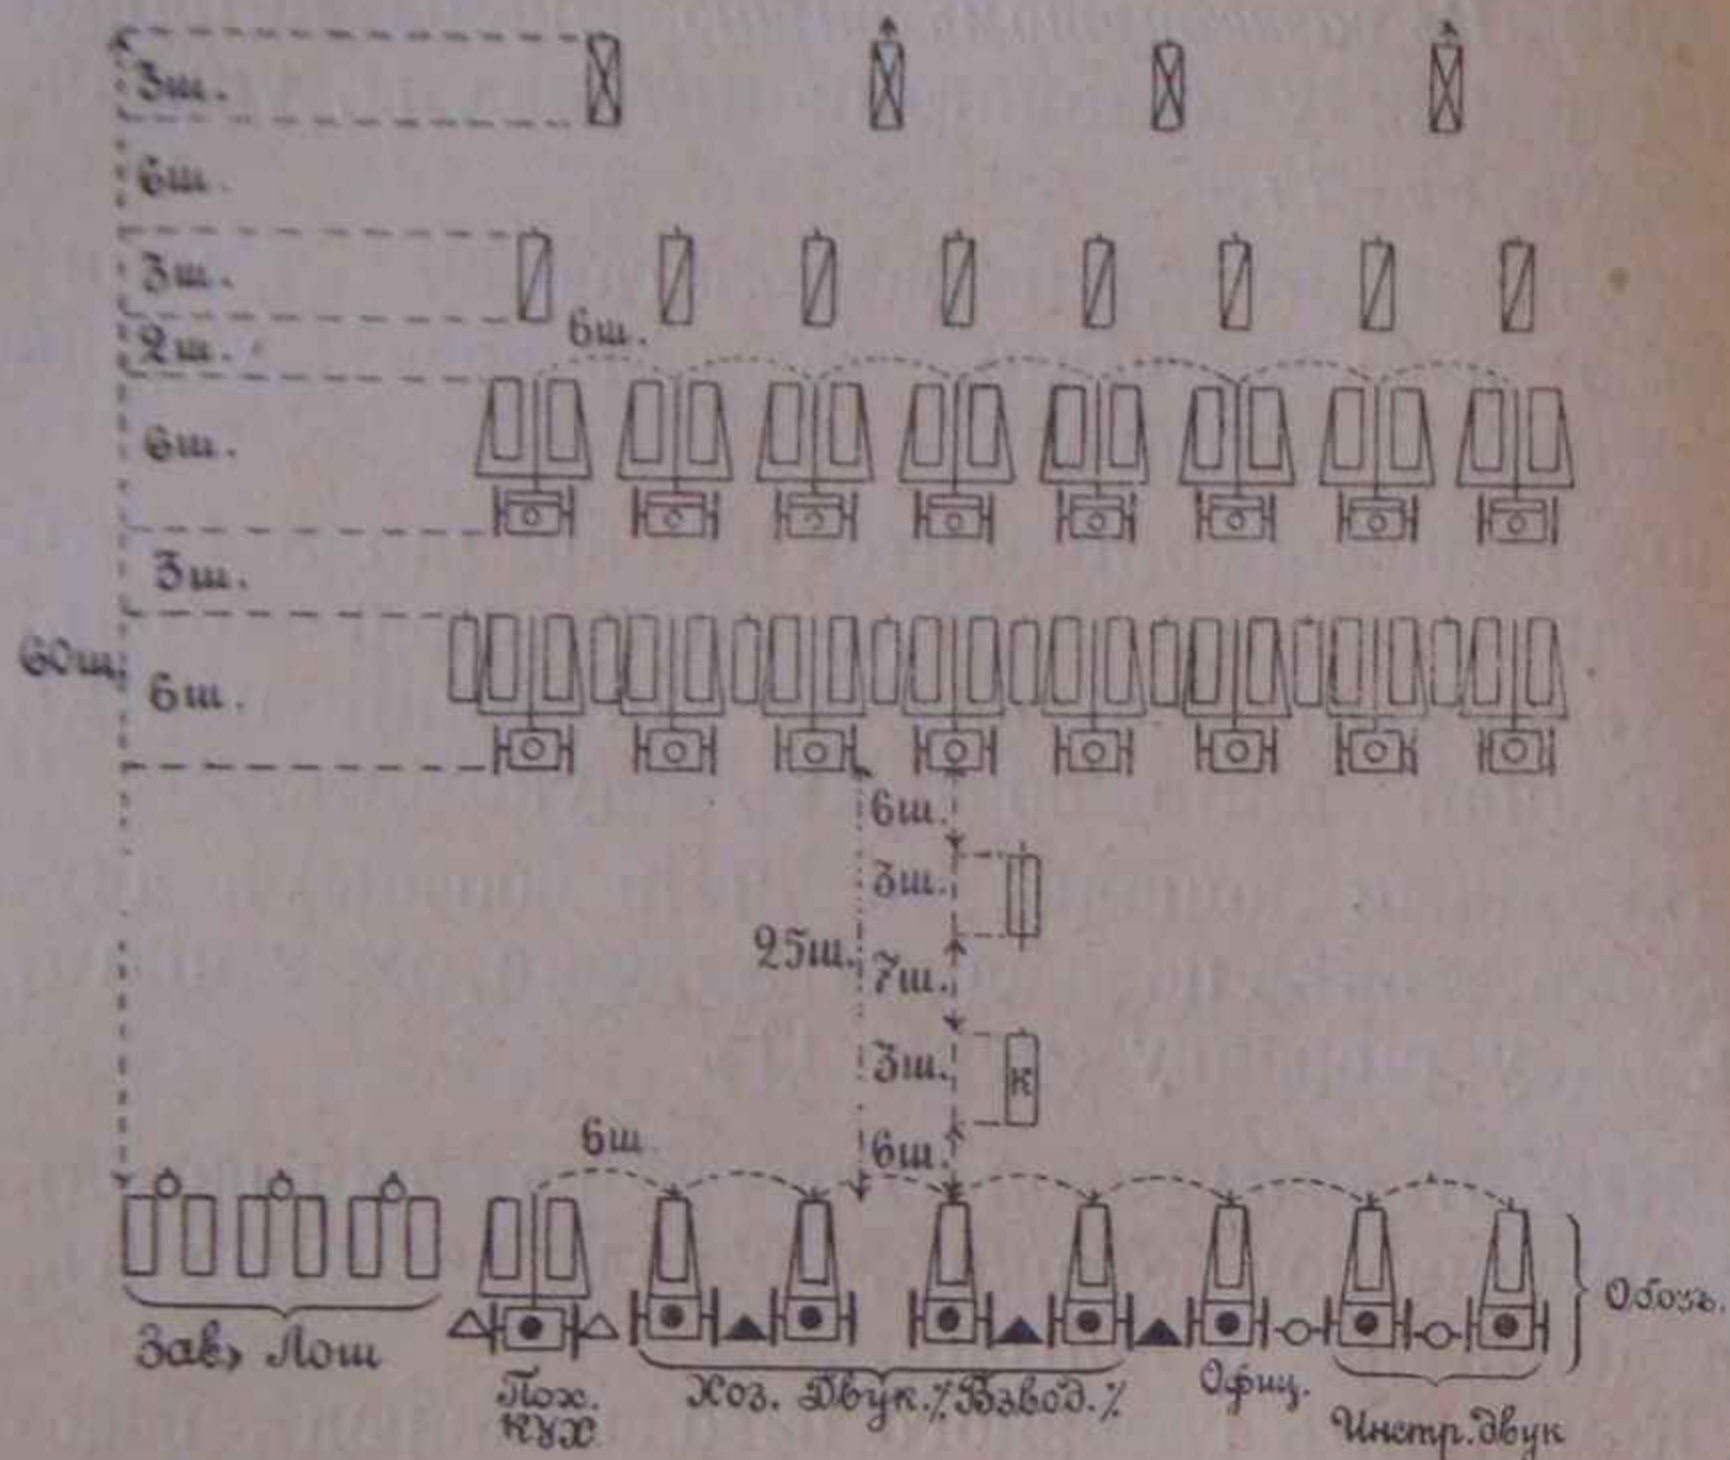 3ш.
6ш.
3ш.
2ш.
6ш.
6ш.
3ш.
60ш.
6ш.
6ш.
3ш.
25ш.
7ш.
3ш.
К
6ш
6ш.
Обозъ.
Зав. Лош
Пох.
кух
Хоз. Двук. % Взвод. %
Офиц.
Инстр. двук